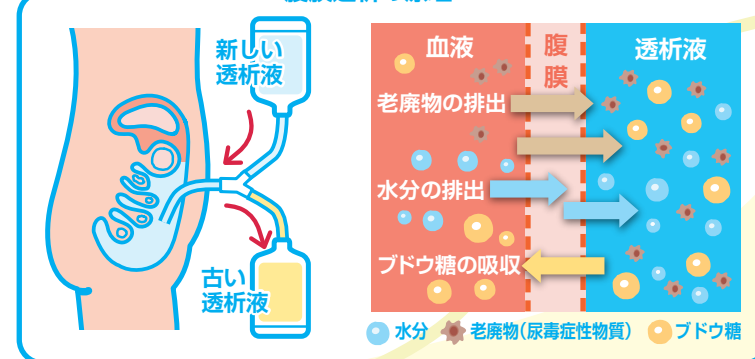 新しい
透析液
古い
透析液
血液
腹
膜
透析液
老廃物の排出
水分の排出
ブドウ糖の吸収
水分
老廃物(尿毒症性物質)
ブドウ糖